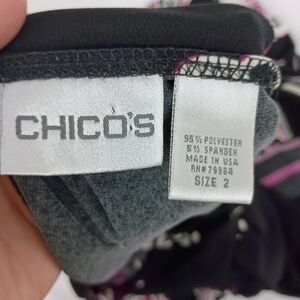 CHICO'S
95% POLYESTER
5% SPANDEX
MADE IN USA
RN#79984
SIZE 2